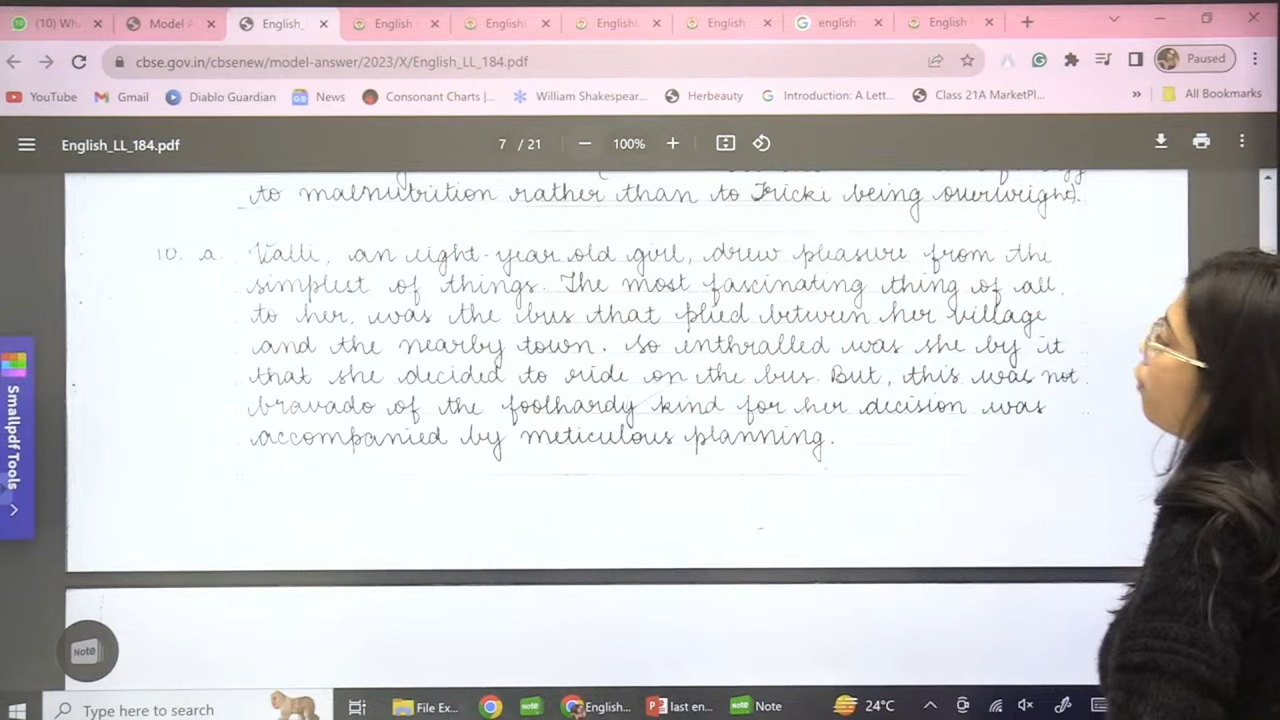 (10) Wha
Model A
English_
English
English
English
English
english
English
cbse.gov.in/cbsenew/model-answer/2023/X/English_LL_184.pdf
Paused
YouTube
Gmail
Diablo Guardian
News
Consonant Charts |...
William Shakespear...
Herbeauty
Introduction: A Lett...
Class 21A MarketPl...
»
All Bookmarks
English_LL_184.pdf
7 / 21
100%
to malnutrition rather than to Tricki being overwright).
10. a. Valli, an eight-year old girl, drew pleasure from the
simplest of things. The most fascinating thing of all,
to her, was the bus that plied between her village
and the nearby town. So enthralled was she by it
that she decided to ride on the bus. But, this was not
bravado of the foolhardy kind for her decision was
accompanied by meticulous planning.
Smallpdf Tools
Note
Type here to search
File Ex...
English...
last en...
Note
24°C